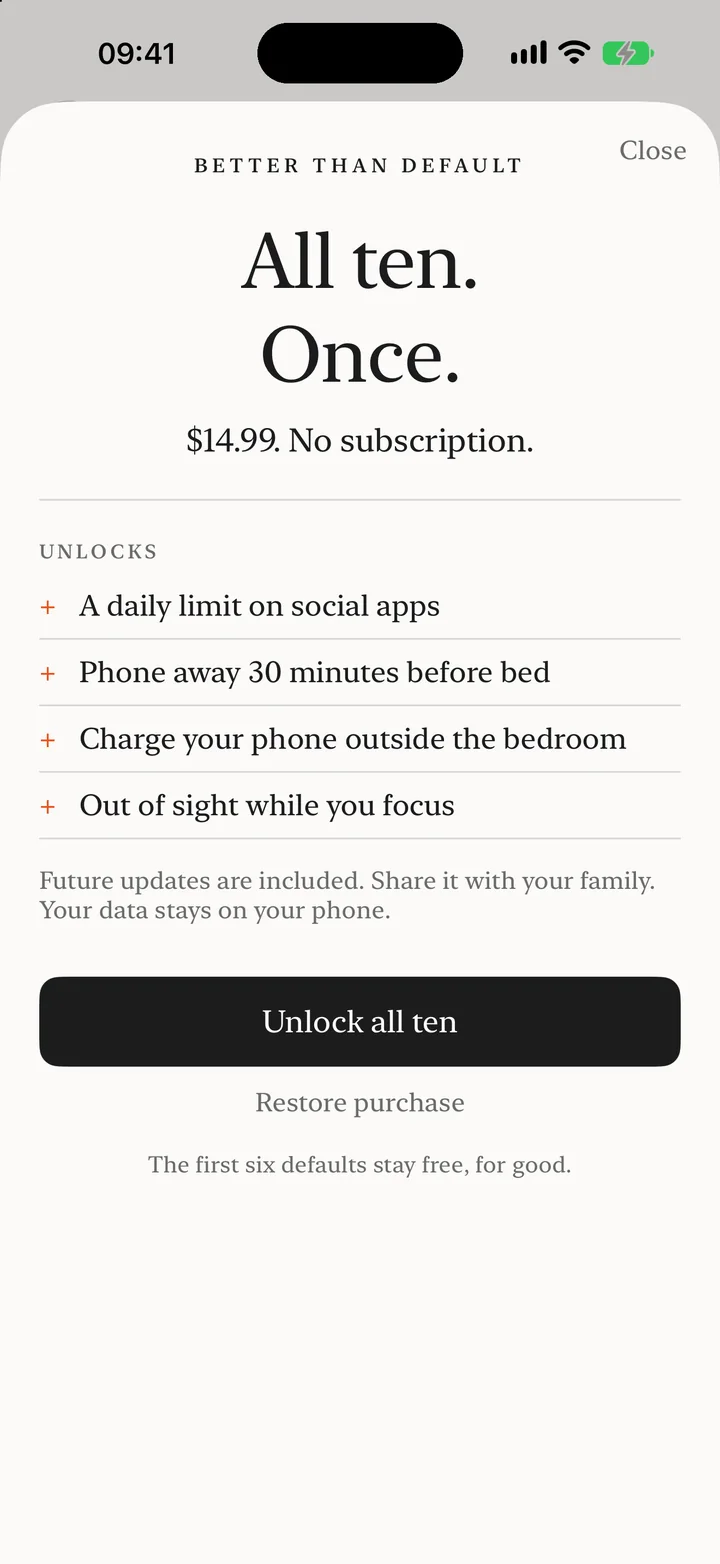 09:41
Close
BETTER THAN DEFAULT
All ten.
Once.
$14.99. No subscription.
UNLOCKS
+ A daily limit on social apps
+ Phone away 30 minutes before bed
+ Charge your phone outside the bedroom
+ Out of sight while you focus
Future updates are included. Share it with your family.
Your data stays on your phone.
Unlock all ten
Restore purchase
The first six defaults stay free, for good.